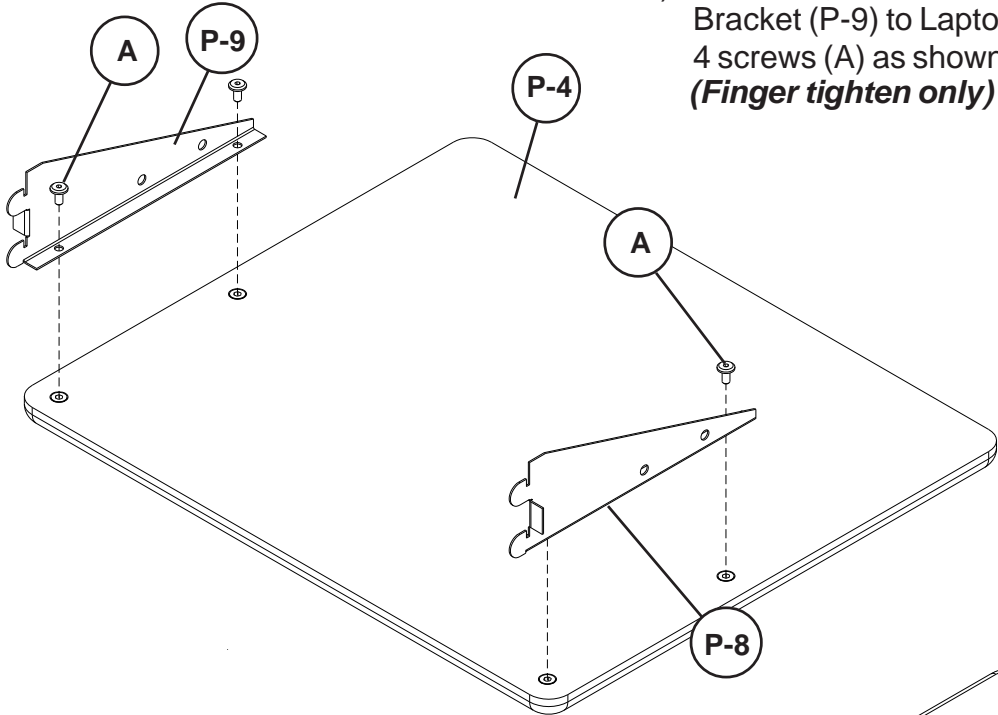 Bracket (P-9) to Lapto
4 screws (A) as shown
(Finger tighten only)
A
P-9
P-4
A
P-8